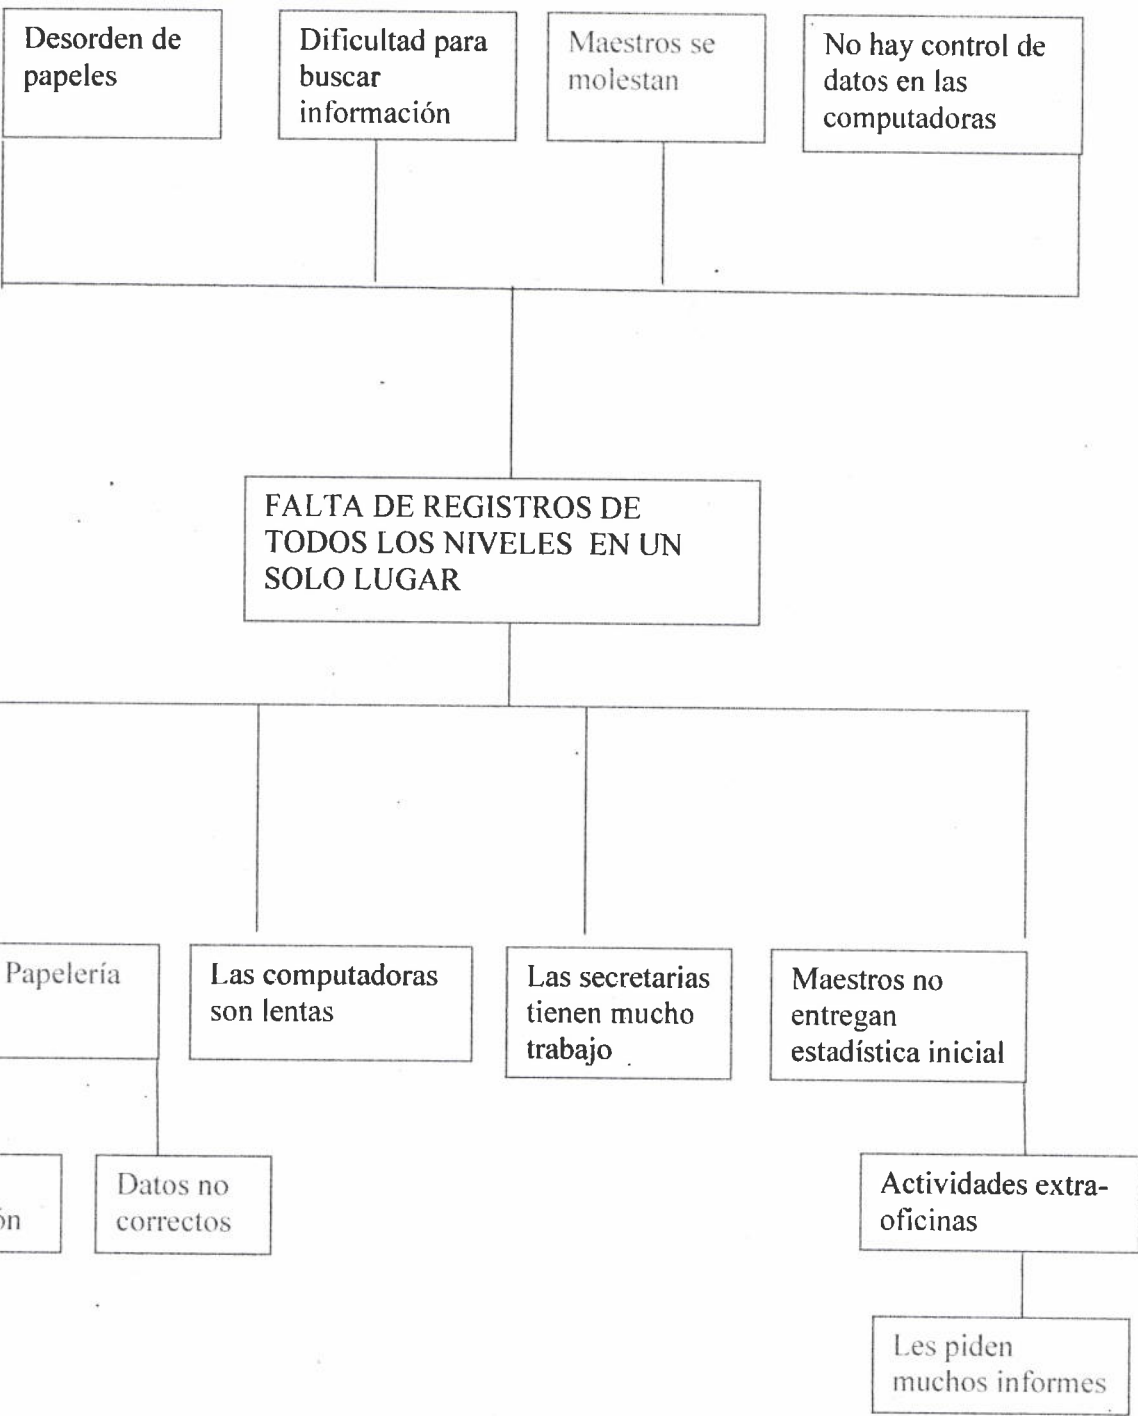 Desorden de
papeles
Dificultad para
buscar
información
Maestros se
molestan
No hay control de
datos en las
computadoras
FALTA DE REGISTROS DE
TODOS LOS NIVELES EN UN
SOLO LUGAR
Papelería
Las computadoras
son lentas
Las secretarias
tienen mucho
trabajo
Maestros no
entregan
estadística inicial
Datos no
correctos
Actividades extra-
oficinas
Les piden
muchos informes